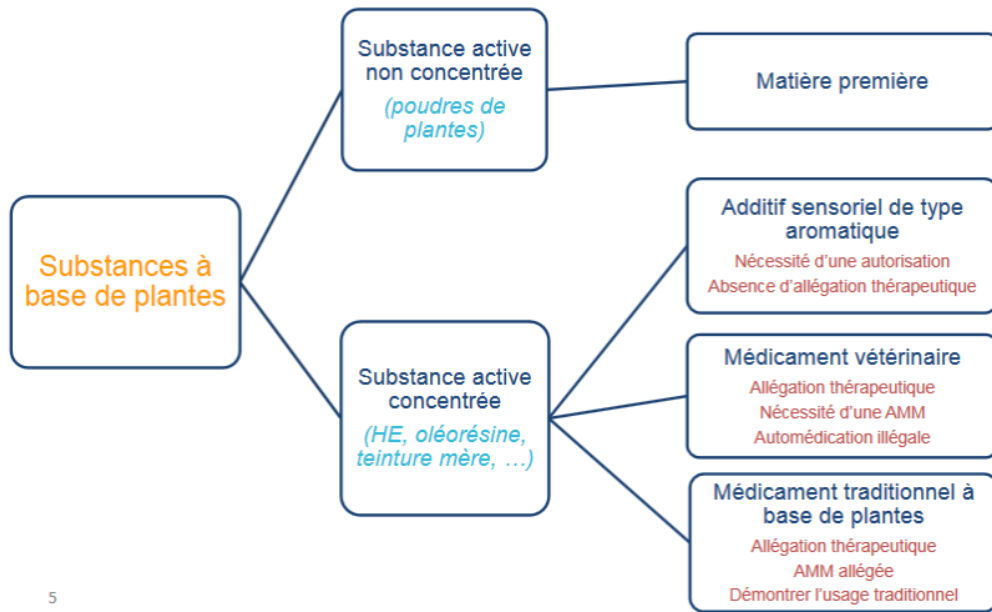 Substances à
base de plantes
Substance active
non concentrée
(poudres de
plantes)
Matière première
Substance active
concentrée
(HE, oléorésine,
teinture mère, …)
Additif sensoriel de type
aromatique
Nécessité d'une autorisation
Absence d'allégation thérapeutique
Médicament vétérinaire
Allégation thérapeutique
Nécessité d'une AMM
Automédication illégale
Médicament traditionnel à
base de plantes
Allégation thérapeutique
AMM allégée
Démontrer l'usage traditionnel
5